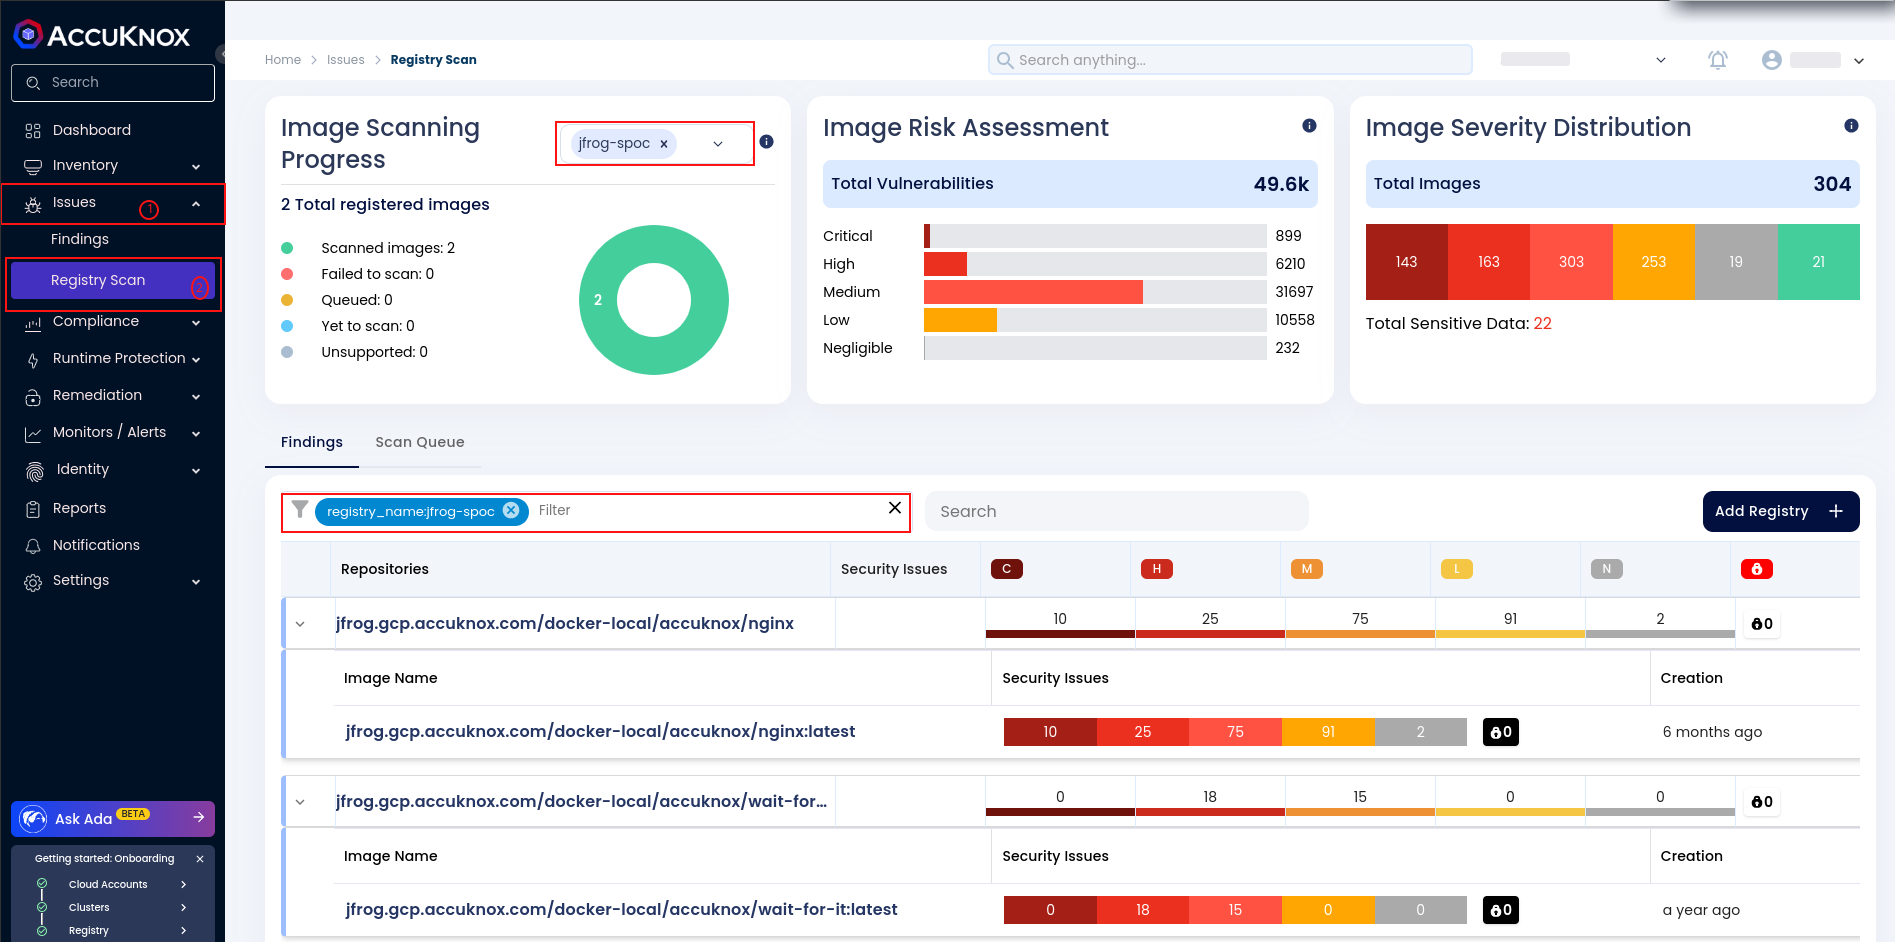 ACCUKNOX
Search
Dashboard
Inventory
Issues
1
Findings
Registry Scan
2
Compliance
Runtime Protection
Remediation
Monitors / Alerts
Identity
Reports
Notifications
Settings
Ask Ada BETA
Getting started: Onboarding
Cloud Accounts
Clusters
Registry
Home > Issues > Registry Scan
Search anything...
Image Scanning
Progress
jfrog-spoc
2 Total registered images
Scanned images: 2
Failed to scan: 0
Queued: 0
Yet to scan: 0
Unsupported: 0
2
Image Risk Assessment
Total Vulnerabilities 49.6k
Critical 899
High 6210
Medium 31697
Low 10558
Negligible 232
Image Severity Distribution
Total Images 304
143 163 303 253 19 21
Total Sensitive Data: 22
Findings Scan Queue
registry_name:jfrog-spoc Filter
Search
Add Registry +
Repositories Security Issues C H M L N
jfrog.gcp.accuknox.com/docker-local/accuknox/nginx 10 25 75 91 2 0
Image Name Security Issues Creation
jfrog.gcp.accuknox.com/docker-local/accuknox/nginx:latest 10 25 75 91 2 0 6 months ago
jfrog.gcp.accuknox.com/docker-local/accuknox/wait-for... 0 18 15 0 0 0
Image Name Security Issues Creation
jfrog.gcp.accuknox.com/docker-local/accuknox/wait-for-it:latest 0 18 15 0 0 0 a year ago